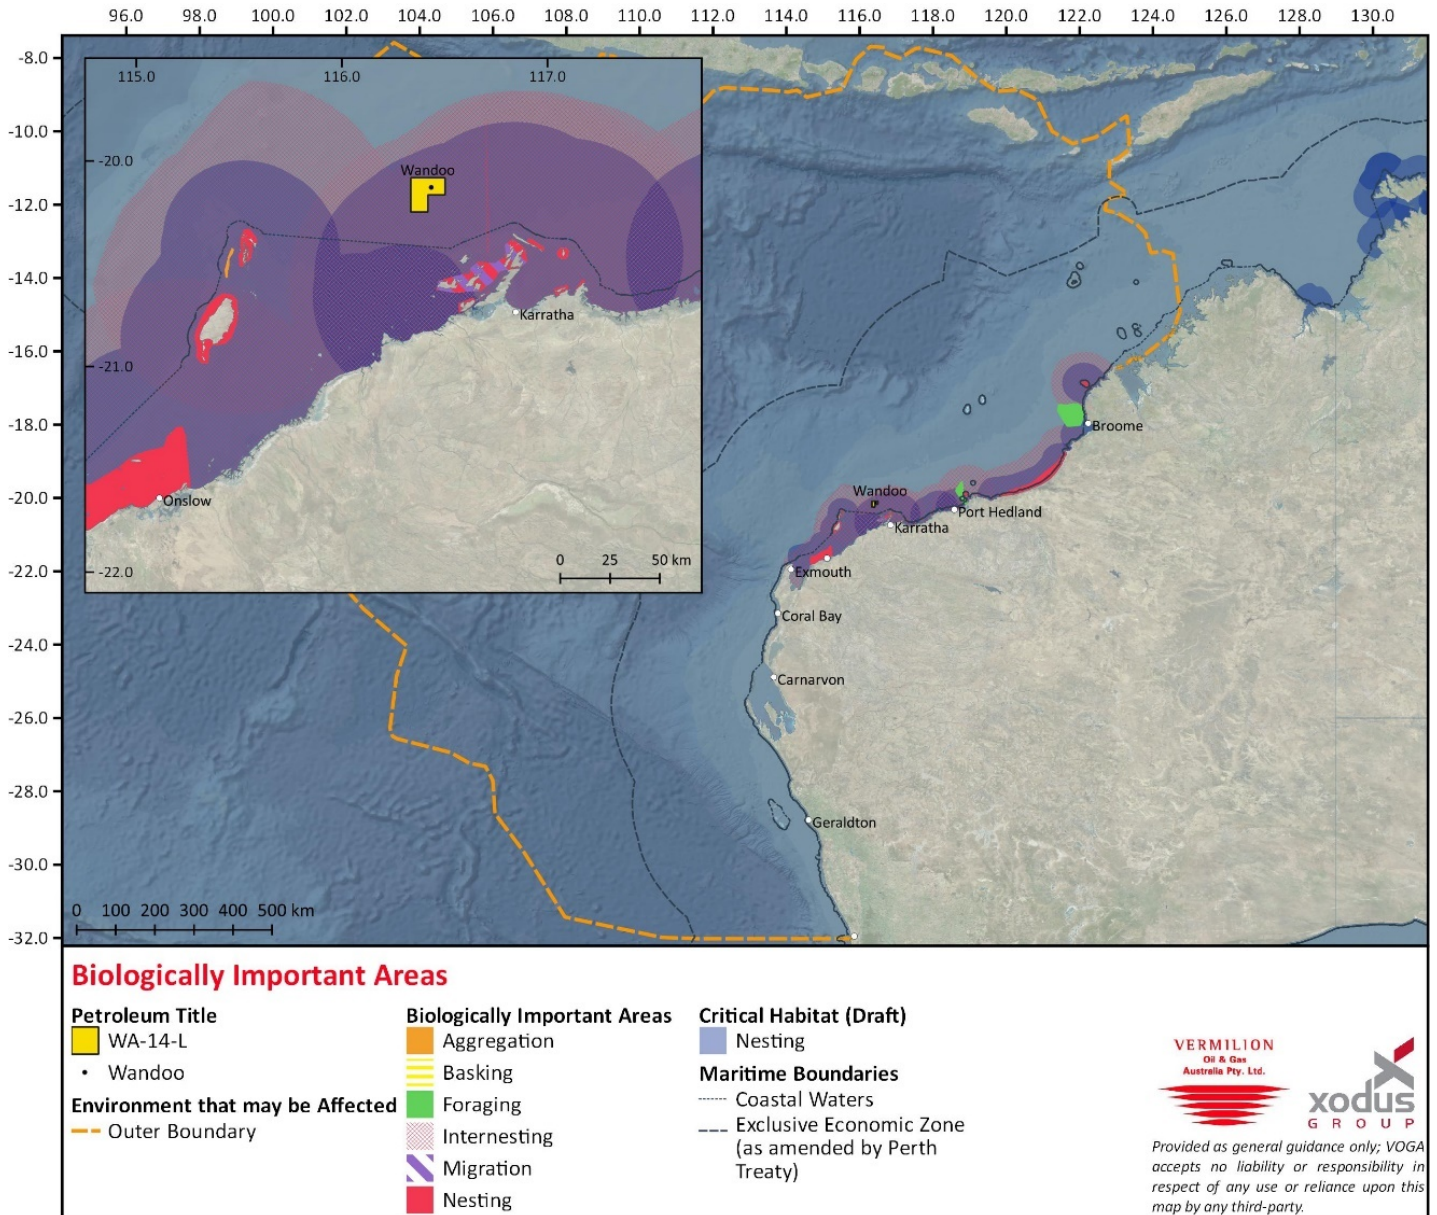 96.0 98.0 100.0 102.0 104.0 106.0 108.0 110.0 112.0 114.0 116.0 118.0 120.0 122.0 124.0 126.0 128.0 130.0
-8.0
-10.0
-12.0
-14.0
-16.0
-18.0
-20.0
-22.0
-24.0
-26.0
-28.0
-30.0
-32.0
115.0 116.0 117.0
-20.0
-21.0
-22.0
Wandoo
Karratha
Onslow
0 25 50 km
Broome
Wandoo
Port Hedland
Karratha
Exmouth
Coral Bay
Carnarvon
Geraldton
0 100 200 300 400 500 km
Biologically Important Areas
Petroleum Title
WA-14-L
Wandoo
Environment that may be Affected
Outer Boundary
Biologically Important Areas
Aggregation
Basking
Foraging
Internesting
Migration
Nesting
Critical Habitat (Draft)
Nesting
Maritime Boundaries
Coastal Waters
Exclusive Economic Zone
(as amended by Perth
Treaty)
VERMILION
Oil & Gas
Australia Pty. Ltd.
xodus
GROUP
Provided as general guidance only; VOGA
accepts no liability or responsibility in
respect of any use or reliance upon this
map by any third-party.